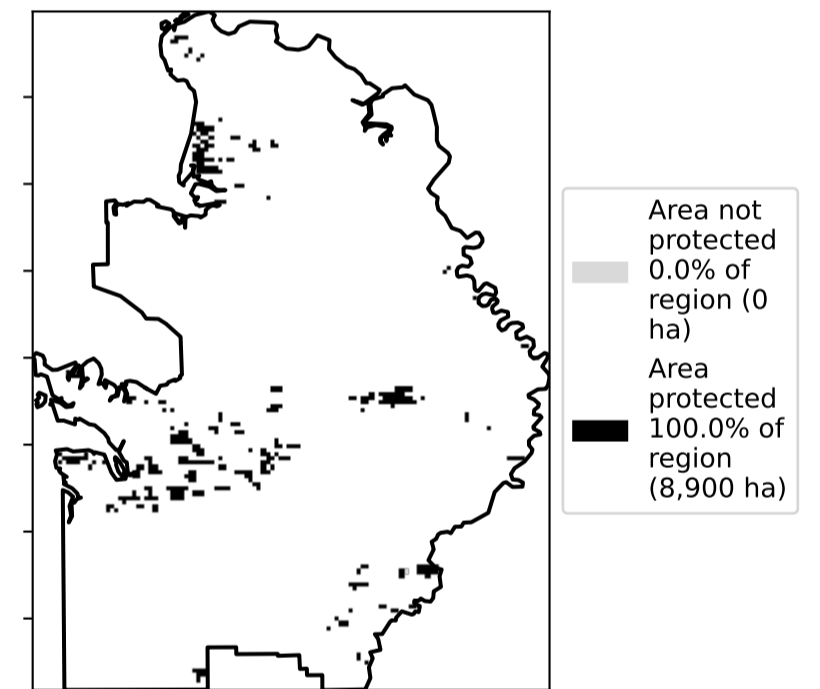 Area not
protected
0.0% of
region (0
ha)
Area
protected
100.0% of
region
(8,900 ha)